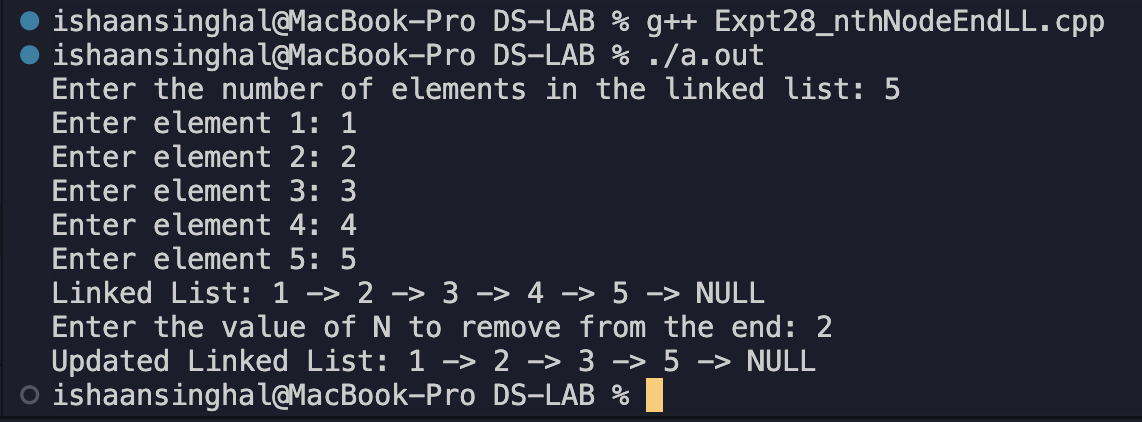 ishaansinghal@MacBook-Pro DS-LAB % g++ Expt28_nthNodeEndLL.cpp
ishaansinghal@MacBook-Pro DS-LAB % ./a.out
Enter the number of elements in the linked list: 5
Enter element 1: 1
Enter element 2: 2
Enter element 3: 3
Enter element 4: 4
Enter element 5: 5
Linked List: 1 -> 2 -> 3 -> 4 -> 5 -> NULL
Enter the value of N to remove from the end: 2
Updated Linked List: 1 -> 2 -> 3 -> 5 -> NULL
ishaansinghal@MacBook-Pro DS-LAB %